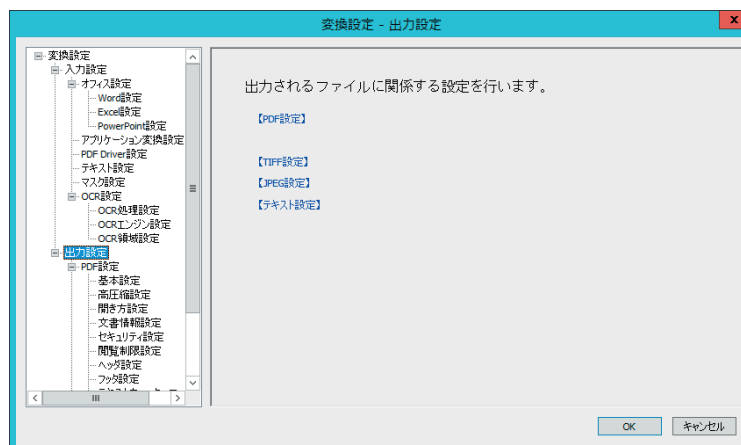 変換設定 - 出力設定
x
変換設定
入力設定
オフィス設定
Word設定
Excel設定
PowerPoint設定
アプリケーション変換設定
PDF Driver設定
テキスト設定
マスク設定
OCR設定
OCR処理設定
OCRエンジン設定
OCR領域設定
出力設定
PDF設定
基本設定
高圧縮設定
開き方設定
文書情報設定
セキュリティ設定
閲覧制限設定
ヘッダ設定
フッタ設定
出力されるファイルに関係する設定を行います。
【PDF設定】
【TIFF設定】
【JPEG設定】
【テキスト設定】
OK
キャンセル